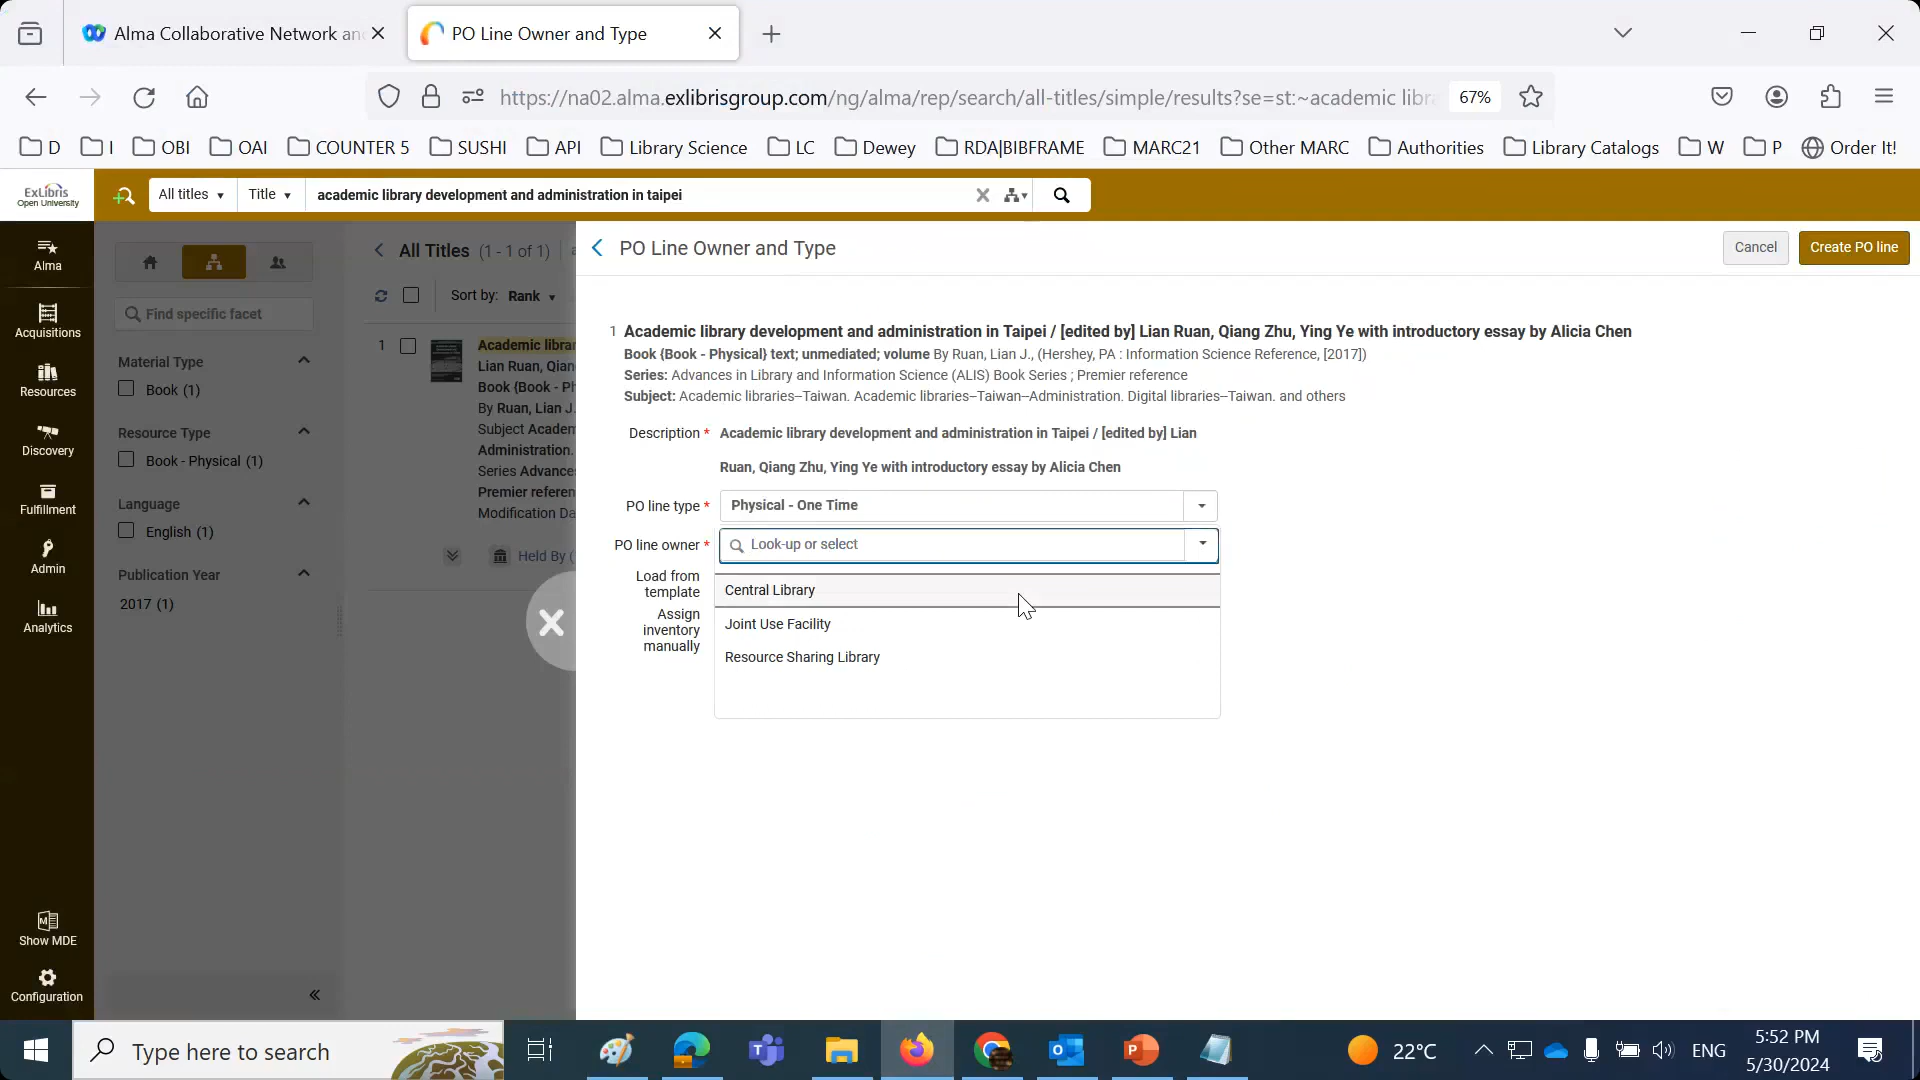 Alma Collaborative Network an
PO Line Owner and Type
https://na02.alma.exlibrisgroup.com/ng/alma/rep/search/all-titles/simple/results?se=st:~academic libra
67%
D
I
OBI
OAI
COUNTER 5
SUSHI
API
Library Science
LC
Dewey
RDA|BIBFRAME
MARC21
Other MARC
Authorities
Library Catalogs
W
P
Order It!
ExLibris
Open University
All titles
Title
academic library development and administration in taipei
Alma
Acquisitions
Resources
Discovery
Fulfillment
Admin
Analytics
Show MDE
Configuration
Find specific facet
Material Type
Book (1)
Resource Type
Book - Physical (1)
Language
English (1)
Publication Year
2017 (1)
All Titles (1 - 1 of 1)
Sort by: Rank
1
Academic librar
Lian Ruan, Qian
Book {Book - Ph
By Ruan, Lian J.
Subject Academ
Administration.
Series Advance
Premier referen
Modification Da
Held By (
PO Line Owner and Type
Cancel
Create PO line
1 Academic library development and administration in Taipei / [edited by] Lian Ruan, Qiang Zhu, Ying Ye with introductory essay by Alicia Chen
Book {Book - Physical} text; unmediated; volume By Ruan, Lian J., (Hershey, PA : Information Science Reference, [2017])
Series: Advances in Library and Information Science (ALIS) Book Series ; Premier reference
Subject: Academic libraries--Taiwan. Academic libraries--Taiwan--Administration. Digital libraries--Taiwan. and others
Description * Academic library development and administration in Taipei / [edited by] Lian
Ruan, Qiang Zhu, Ying Ye with introductory essay by Alicia Chen
PO line type * Physical - One Time
PO line owner * Look-up or select
Load from
template
Assign
inventory
manually
Central Library
Joint Use Facility
Resource Sharing Library
Type here to search
22°C
ENG
5:52 PM
5/30/2024